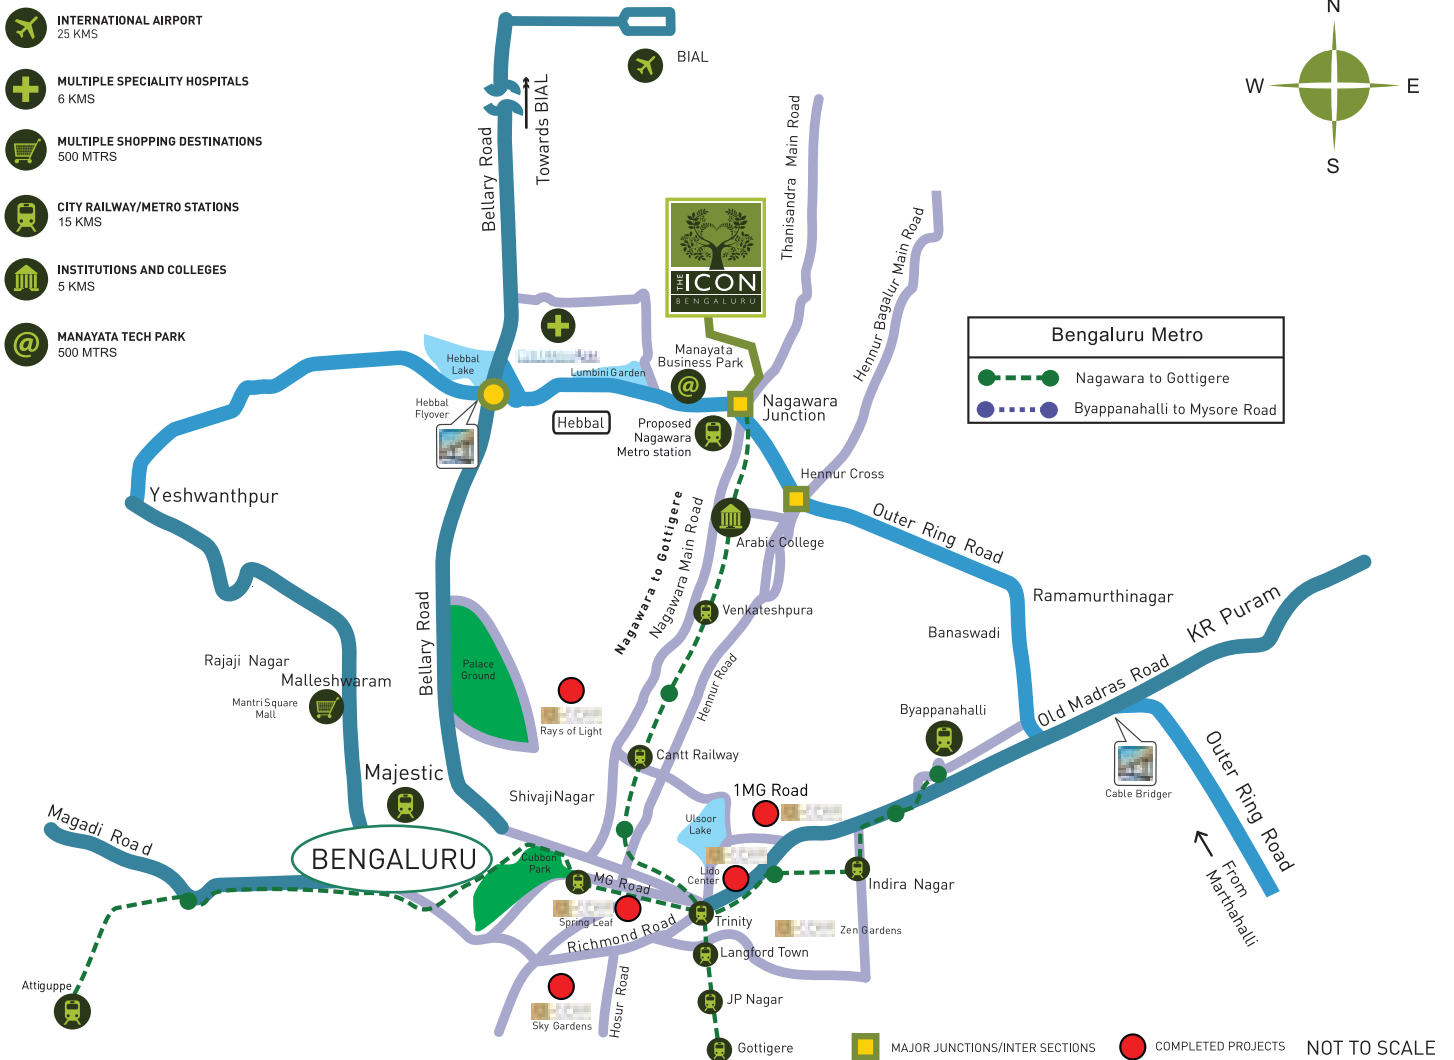 INTERNATIONAL AIRPORT
25 KMS
MULTIPLE SPECIALITY HOSPITALS
6 KMS
MULTIPLE SHOPPING DESTINATIONS
500 MTRS
CITY RAILWAY/METRO STATIONS
15 KMS
INSTITUTIONS AND COLLEGES
5 KMS
@
MANAYATA TECH PARK
500 MTRS
BIAL
Towards BIAL
Bellary Road
N
W
E
S
Thanisandra Main Road
Hennur Bagalur Main Road
THE
ICON
BENGALURU
Bengaluru Metro
Nagawara to Gottigere
Byappanahalli to Mysore Road
Hebbal
Lake
Lumbini Garden
Manayata
Business Park
@
Hebbal
Flyover
Hebbal
Nagawara
Junction
Proposed
Nagawara
Metro station
Hennur Cross
Yeshwanthpur
Nagawara to Gottigere
Nagawara Main Road
Arabic College
Outer Ring Road
Ramamurthinagar
KR Puram
Venkateshpura
Banaswadi
Bellary Road
Palace
Ground
Rajaji Nagar
Malleshwaram
Mantri Square
Mall
Hennur Road
Old Madras Road
Byappanahalli
Rays of Light
Cantt Railway
Outer Ring Road
Cable Bridger
Majestic
ShivajiNagar
1MG Road
Ulsoor
Lake
Magadi Road
BENGALURU
Cubbon
Park
MG Road
Lido
Center
Indira Nagar
From
Marthahalli
Spring Leaf
Richmond Road
Trinity
Zen Gardens
Langford Town
Attiguppe
Hosur Road
JP Nagar
Sky Gardens
Gottigere
MAJOR JUNCTIONS/INTER SECTIONS
COMPLETED PROJECTS
NOT TO SCALE